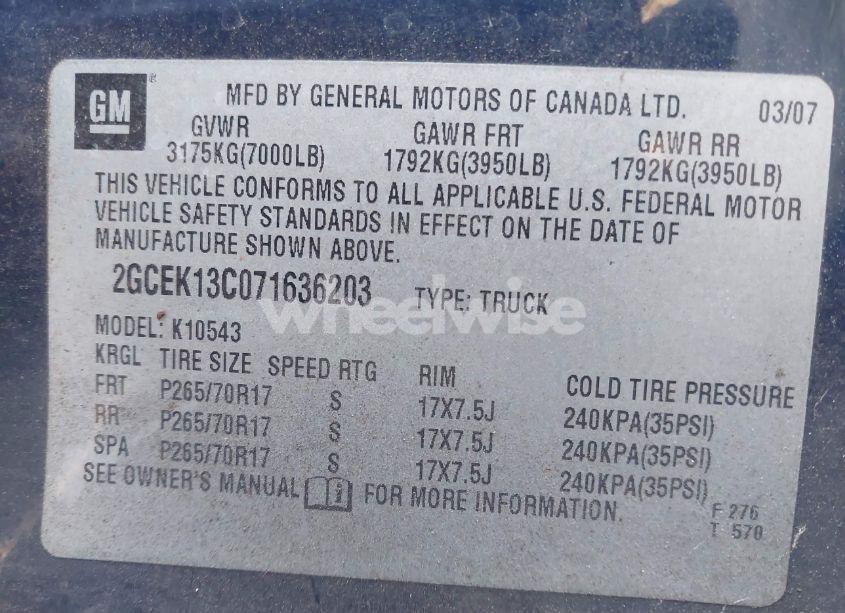 GM ® MFD BY GENERAL MOTORS OF CANADA LTD. 03/07
GVWR GAWR FRT GAWR RR
3175KG(7000LB) 1792KG(3950LB) 1792KG(3950LB)
THIS VEHICLE CONFORMS TO ALL APPLICABLE U.S. FEDERAL MOTOR
VEHICLE SAFETY STANDARDS IN EFFECT ON THE DATE OF
MANUFACTURE SHOWN ABOVE.
2GCEK13C071636203 TYPE: TRUCK
wheelwise
MODEL: K10543
KRGL TIRE SIZE SPEED RTG RIM COLD TIRE PRESSURE
FRT P265/70R17 S 17X7.5J 240KPA(35PSI)
RR P265/70R17 S 17X7.5J 240KPA(35PSI)
SPA P265/70R17 S 17X7.5J 240KPA(35PSI)
SEE OWNER'S MANUAL i FOR MORE INFORMATION.
F 276
T 570